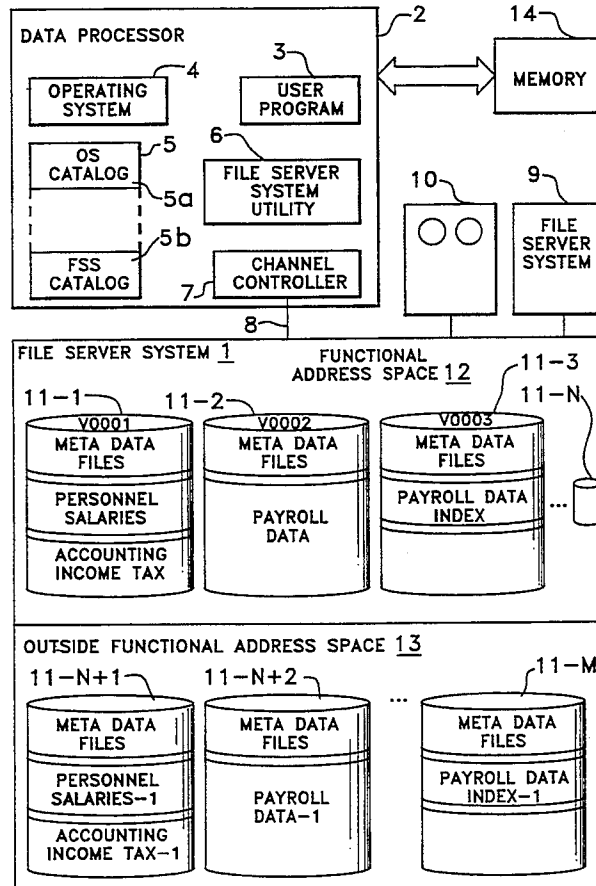 DATA PROCESSOR
2
14
4
3
OPERATING
SYSTEM
USER
PROGRAM
MEMORY
5
6
OS
CATALOG
5a
FILE SERVER
SYSTEM
UTILITY
10
9
FILE
SERVER
SYSTEM
5b
FSS CATALOG
7
CHANNEL
CONTROLLER
8
FILE SERVER SYSTEM 1
FUNCTIONAL
ADDRESS SPACE 12
11-3
11-1
11-2
11-N
V0001
META DATA
FILES
PERSONNEL
SALARIES
ACCOUNTING
INCOME TAX
V0002
META DATA
FILES
PAYROLL
DATA
V0003
META DATA
FILES
PAYROLL DATA
INDEX
...
OUTSIDE FUNCTIONAL ADDRESS SPACE 13
11-N+1
11-N+2
...
11-M
META DATA
FILES
PERSONNEL
SALARIES-1
ACCOUNTING
INCOME TAX-1
META DATA
FILES
PAYROLL
DATA-1
META DATA
FILES
PAYROLL DATA
INDEX-1